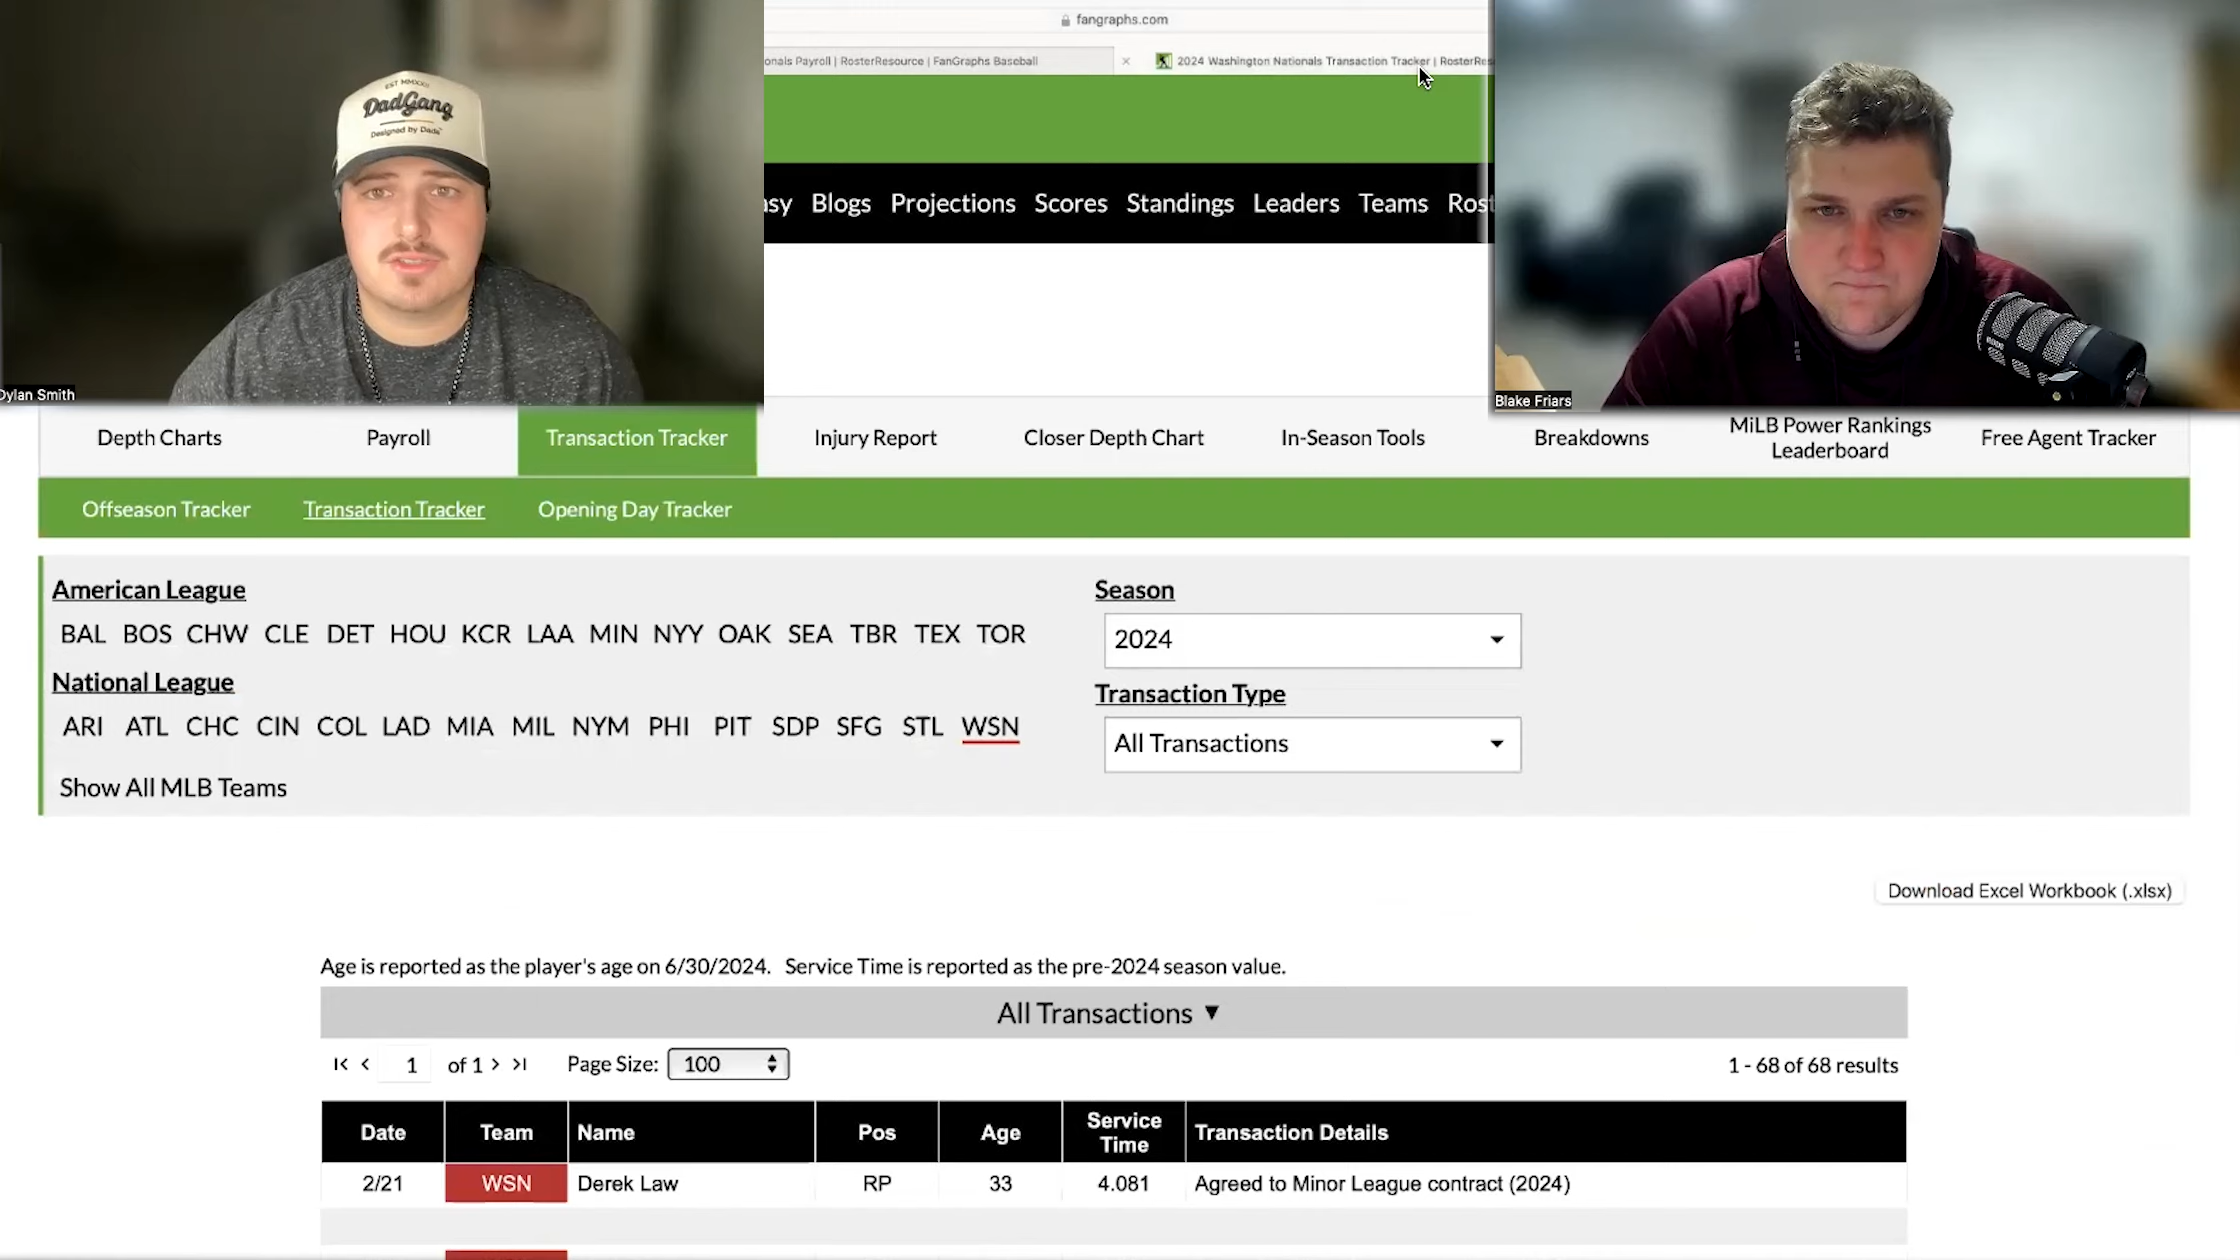 fangraphs.com
onals Payroll | RosterResource | FanGraphs Baseball
2024 Washington Nationals Transaction Tracker | RosterRes
EST MMXXII
DadGang
Designed by Dads
asy Blogs Projections Scores Standings Leaders Teams Rost
Dylan Smith
Blake Friars
Depth Charts Payroll Transaction Tracker Injury Report Closer Depth Chart In-Season Tools Breakdowns MiLB Power Rankings Leaderboard Free Agent Tracker
Offseason Tracker Transaction Tracker Opening Day Tracker
American League
BAL BOS CHW CLE DET HOU KCR LAA MIN NYY OAK SEA TBR TEX TOR
National League
ARI ATL CHC CIN COL LAD MIA MIL NYM PHI PIT SDP SFG STL WSN
Show All MLB Teams
Season
2024
Transaction Type
All Transactions
Download Excel Workbook (.xlsx)
Age is reported as the player's age on 6/30/2024. Service Time is reported as the pre-2024 season value.
All Transactions ▼
1 of 1 Page Size: 100 1 - 68 of 68 results
Date Team Name Pos Age Service Time Transaction Details
2/21 WSN Derek Law RP 33 4.081 Agreed to Minor League contract (2024)